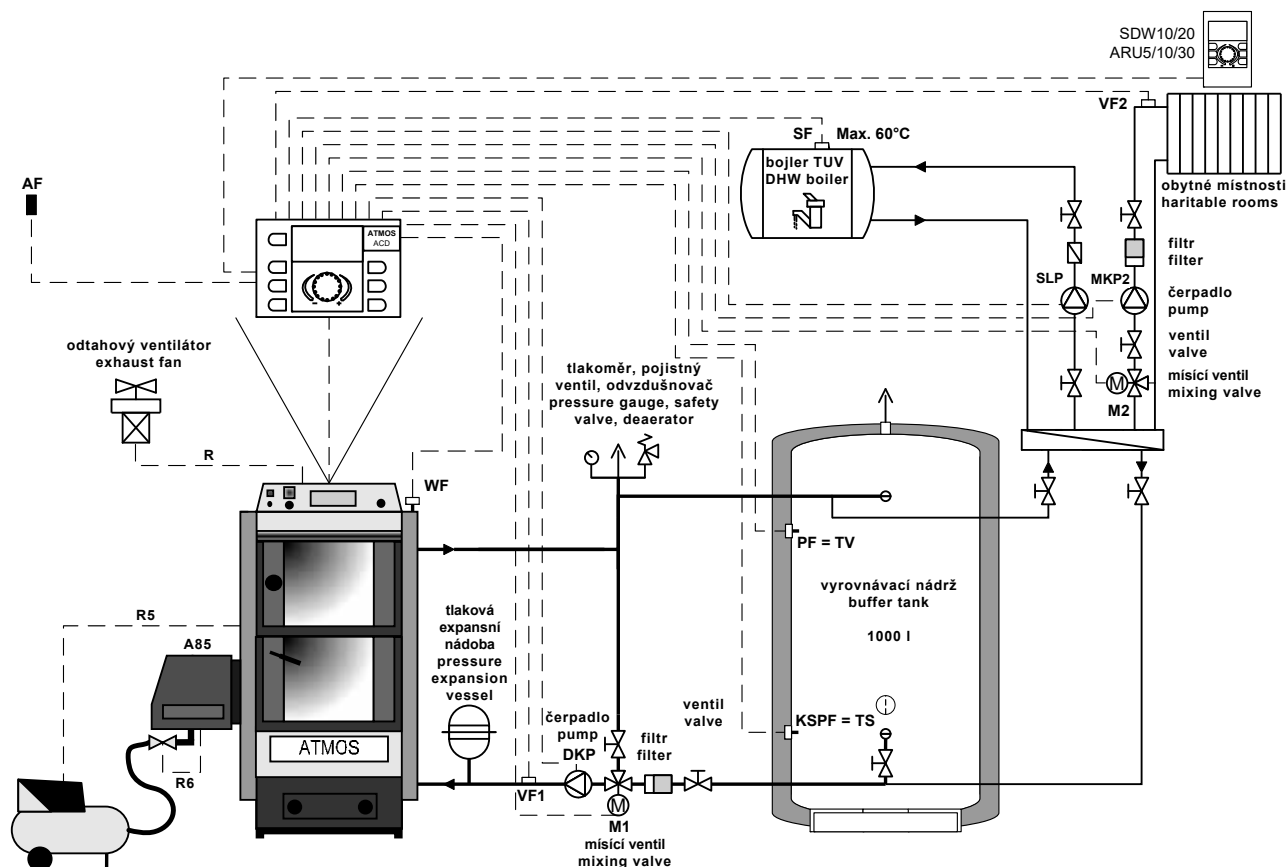 SDW10/20
ARU5/10/30
VF2
SF
Max. 60°C
bojler TUV
DHW boiler
obytné místnosti
haritable rooms
AF
ATMOS
ACD
filtr
filter
SLP
MKP2
čerpadlo
pump
ventil
valve
mísící ventil
mixing valve
M
M2
odtahový ventilátor
exhaust fan
tlakoměr, pojistný
ventil, odvzdušnovač
pressure gauge, safety
valve, deaerator
R
WF
PF = TV
vyrovnávací nádrž
buffer tank
1000 l
R5
A85
tlaková
expansní
nádoba
pressure
expansion
vessel
čerpadlo
pump
DKP
filtr
filter
ventil
valve
KSPF = TS
ATMOS
R6
VF1
M
M1
mísící ventil
mixing valve